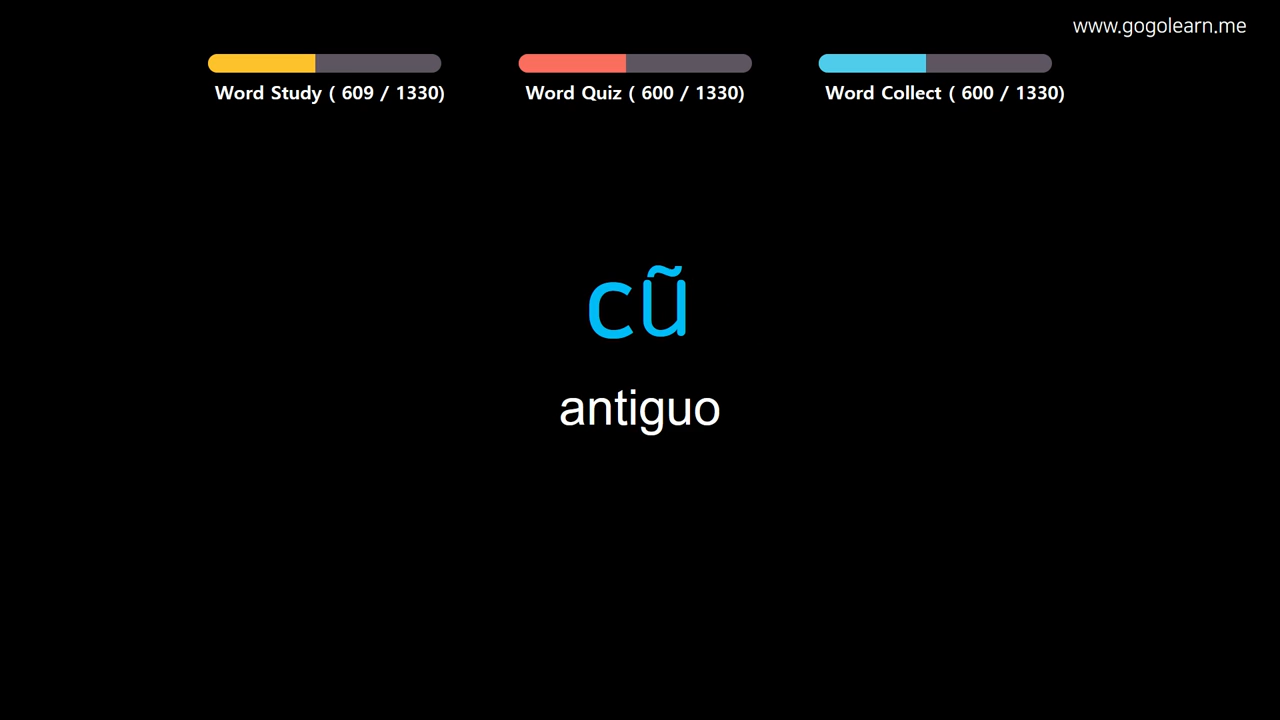 www.gogolearn.me
Word Study ( 609 / 1330)
Word Quiz ( 600 / 1330)
Word Collect ( 600 / 1330)
cũ
antiguo